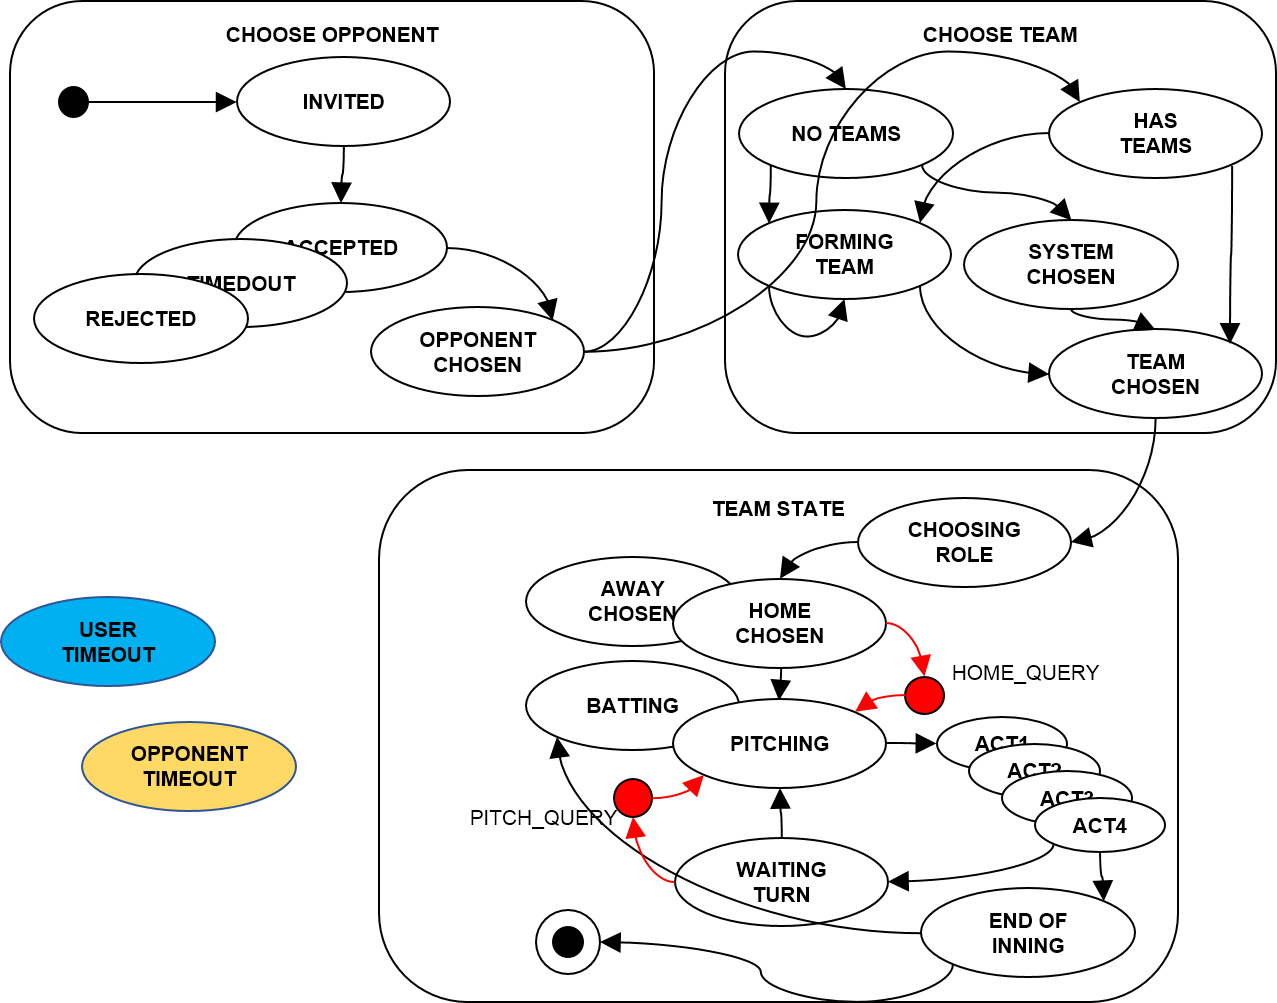 CHOOSE OPPONENT
INVITED
ACCEPTED
TIMEDOUT
REJECTED
OPPONENT
CHOSEN
CHOOSE TEAM
NO TEAMS
HAS
TEAMS
FORMING
TEAM
SYSTEM
CHOSEN
TEAM
CHOSEN
TEAM STATE
CHOOSING
ROLE
AWAY
CHOSEN
HOME
CHOSEN
HOME_QUERY
BATTING
PITCHING
ACT1
ACT2
ACT3
ACT4
PITCH_QUERY
WAITING
TURN
END OF
INNING
USER
TIMEOUT
OPPONENT
TIMEOUT